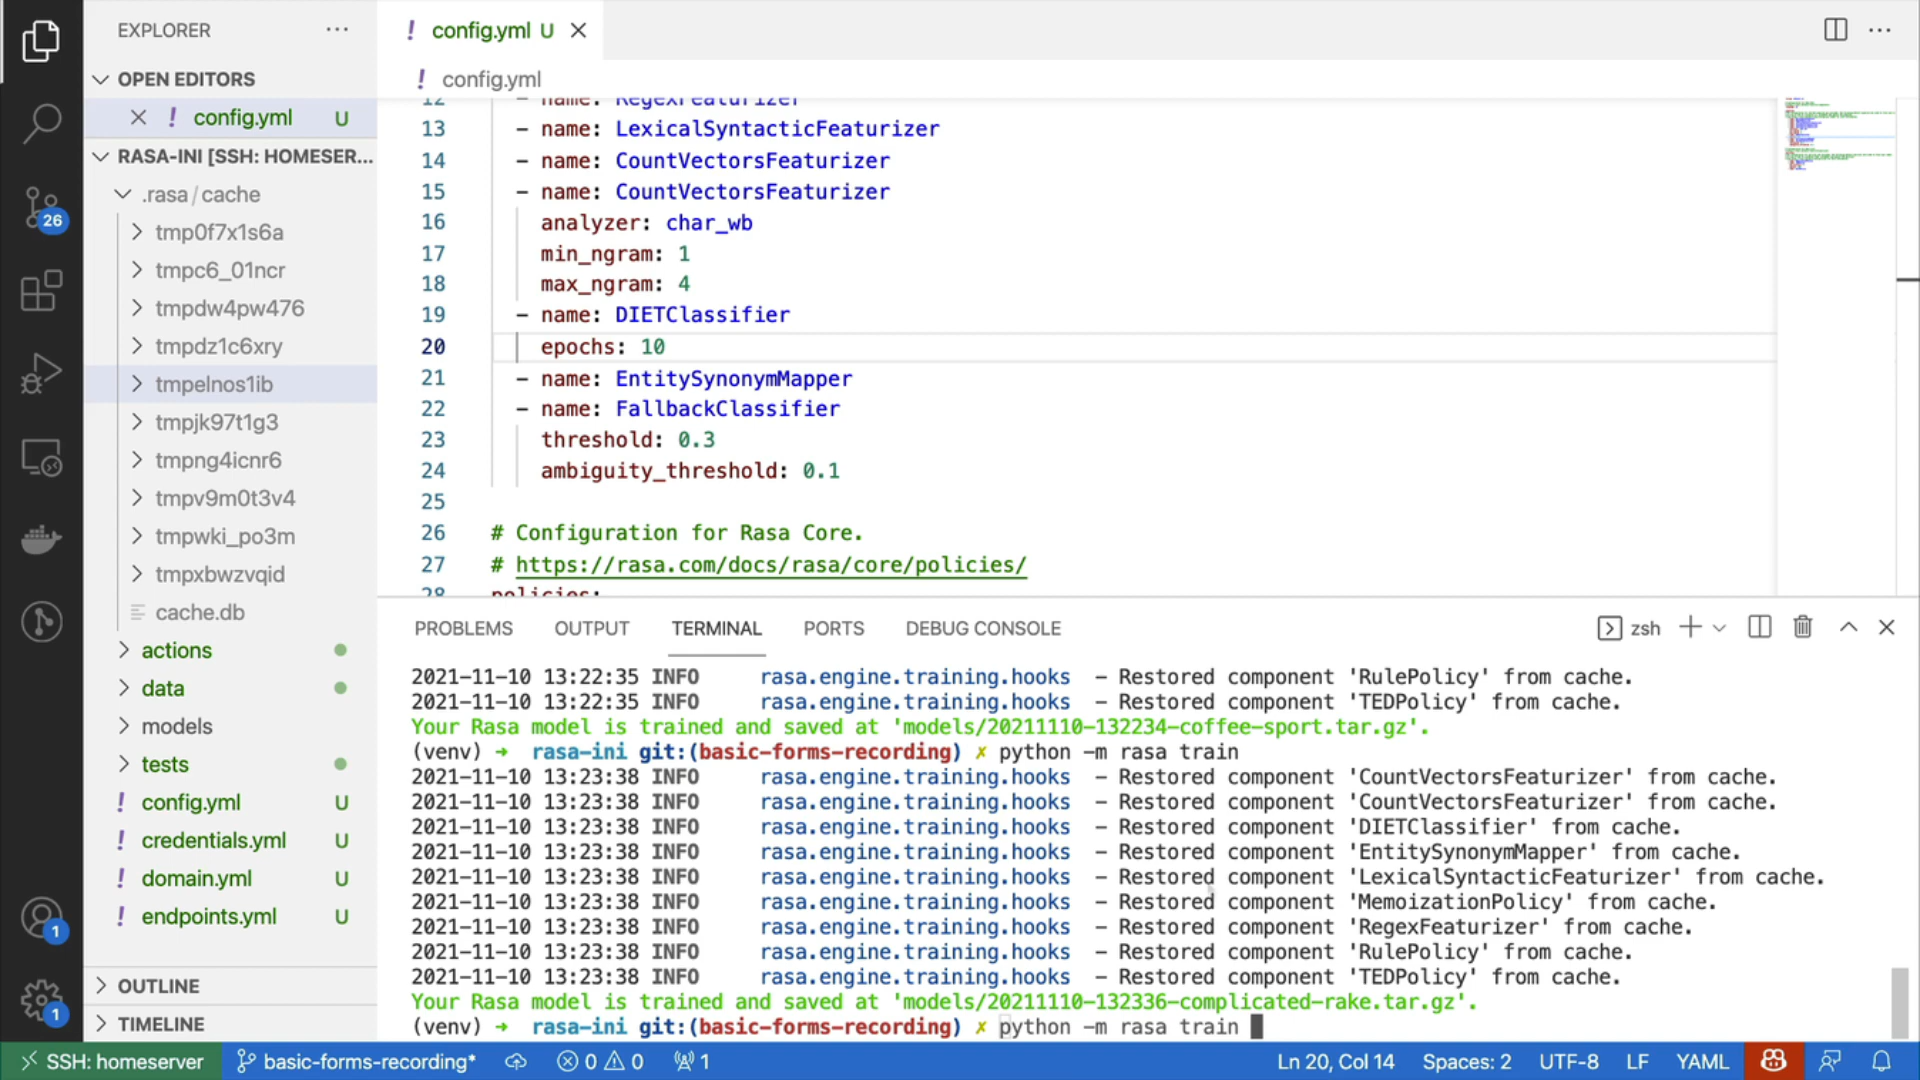 EXPLORER
OPEN EDITORS
config.yml U
RASA-INI [SSH: HOMESER...
.rasa/cache
tmp0f7x1s6a
tmpc6_01ncr
tmpdw4pw476
tmpdz1c6xry
tmpelnos1ib
tmpjk97t1g3
tmpng4icnr6
tmpv9m0t3v4
tmpwki_po3m
tmpxbwzvqid
cache.db
actions
data
models
tests
config.yml U
credentials.yml U
domain.yml U
endpoints.yml U
OUTLINE
TIMELINE
26
1
1
config.yml U
config.yml
12 - name: RegexFeaturizer
13 - name: LexicalSyntacticFeaturizer
14 - name: CountVectorsFeaturizer
15 - name: CountVectorsFeaturizer
16 analyzer: char_wb
17 min_ngram: 1
18 max_ngram: 4
19 - name: DIETClassifier
20 epochs: 10
21 - name: EntitySynonymMapper
22 - name: FallbackClassifier
23 threshold: 0.3
24 ambiguity_threshold: 0.1
25
26 # Configuration for Rasa Core.
27 # https://rasa.com/docs/rasa/core/policies/
28 policies:
PROBLEMS OUTPUT TERMINAL PORTS DEBUG CONSOLE zsh
2021-11-10 13:22:35 INFO rasa.engine.training.hooks - Restored component 'RulePolicy' from cache.
2021-11-10 13:22:35 INFO rasa.engine.training.hooks - Restored component 'TEDPolicy' from cache.
Your Rasa model is trained and saved at 'models/20211110-132234-coffee-sport.tar.gz'.
(venv) → rasa-ini git:(basic-forms-recording) ✗ python -m rasa train
2021-11-10 13:23:38 INFO rasa.engine.training.hooks - Restored component 'CountVectorsFeaturizer' from cache.
2021-11-10 13:23:38 INFO rasa.engine.training.hooks - Restored component 'CountVectorsFeaturizer' from cache.
2021-11-10 13:23:38 INFO rasa.engine.training.hooks - Restored component 'DIETClassifier' from cache.
2021-11-10 13:23:38 INFO rasa.engine.training.hooks - Restored component 'EntitySynonymMapper' from cache.
2021-11-10 13:23:38 INFO rasa.engine.training.hooks - Restored component 'LexicalSyntacticFeaturizer' from cache.
2021-11-10 13:23:38 INFO rasa.engine.training.hooks - Restored component 'MemoizationPolicy' from cache.
2021-11-10 13:23:38 INFO rasa.engine.training.hooks - Restored component 'RegexFeaturizer' from cache.
2021-11-10 13:23:38 INFO rasa.engine.training.hooks - Restored component 'RulePolicy' from cache.
2021-11-10 13:23:38 INFO rasa.engine.training.hooks - Restored component 'TEDPolicy' from cache.
Your Rasa model is trained and saved at 'models/20211110-132336-complicated-rake.tar.gz'.
(venv) → rasa-ini git:(basic-forms-recording) ✗ python -m rasa train
SSH: homeserver basic-forms-recording* 0 0 1 Ln 20, Col 14 Spaces: 2 UTF-8 LF YAML